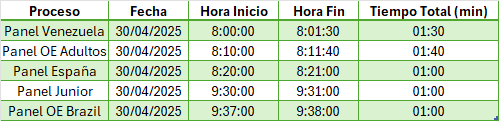 Proceso Fecha Hora Inicio Hora Fin Tiempo Total (min)
Panel Venezuela 30/04/2025 8:00:00 8:01:30 01:30
Panel OE Adultos 30/04/2025 8:10:00 8:11:40 01:40
Panel España 30/04/2025 8:20:00 8:21:00 01:00
Panel Junior 30/04/2025 9:30:00 9:31:00 01:00
Panel OE Brazil 30/04/2025 9:37:00 9:38:00 01:00